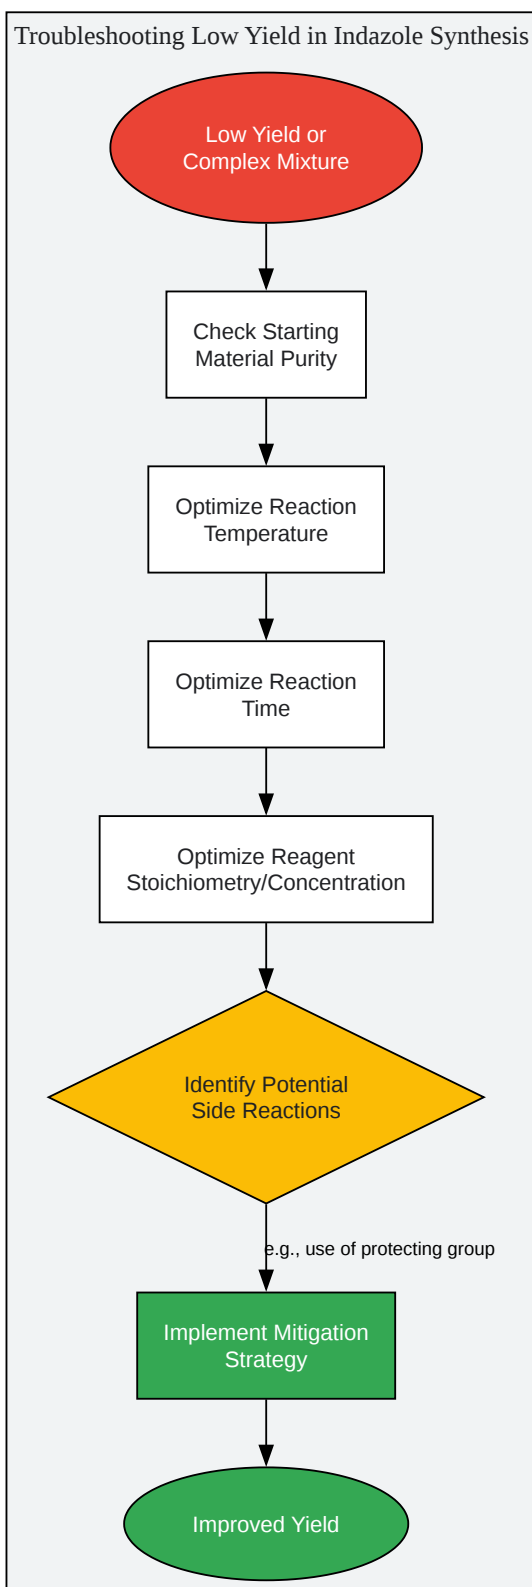 Troubleshooting Low Yield in Indazole Synthesis
Low Yield or
Complex Mixture
Check Starting
Material Purity
Optimize Reaction
Temperature
Optimize Reaction
Time
Optimize Reagent
Stoichiometry/Concentration
Identify Potential
Side Reactions
e.g., use of protecting group
Implement Mitigation
Strategy
Improved Yield